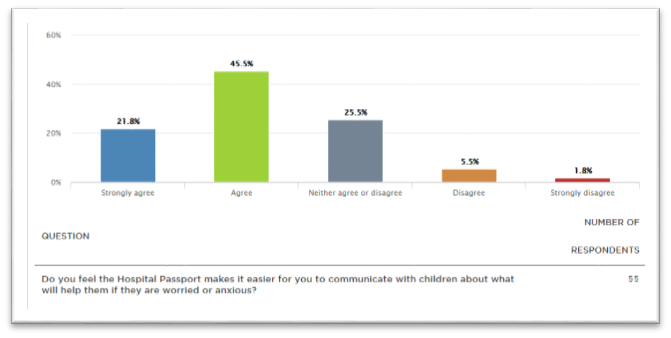 60%
45.5%
40%
25.5%
21.8%
20%
5.5%
1.8%
0%
Strongly agree Agree Neither agree or disagree Disagree Strongly disagree
NUMBER OF
QUESTION
RESPONDENTS
Do you feel the Hospital Passport makes it easier for you to communicate with children about what 55
will help them if they are worried or anxious?